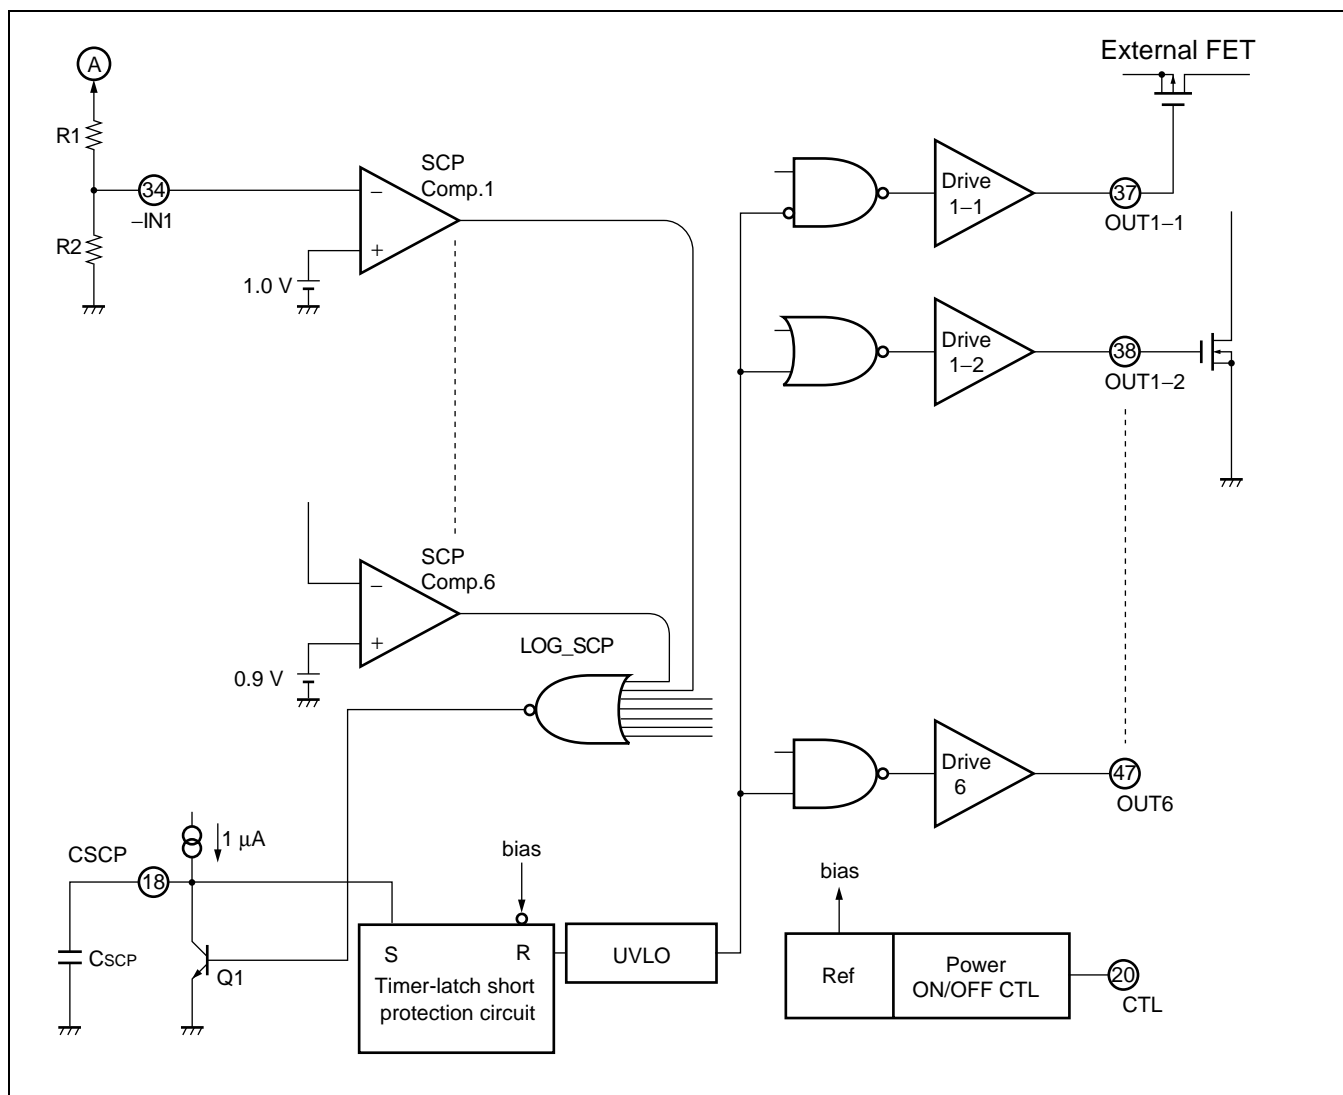 External FET
A
R1
SCP
Comp.1
−
34
−IN1
Drive
1−1
37
OUT1−1
R2
+
1.0 V
Drive
1−2
38
OUT1−2
SCP
Comp.6
−
+
LOG_SCP
0.9 V
Drive
6
47
OUT6
1 µA
CSCP
18
bias
bias
S
R
UVLO
CSCP
Q1
Timer-latch short
protection circuit
Ref
Power
ON/OFF CTL
20
CTL